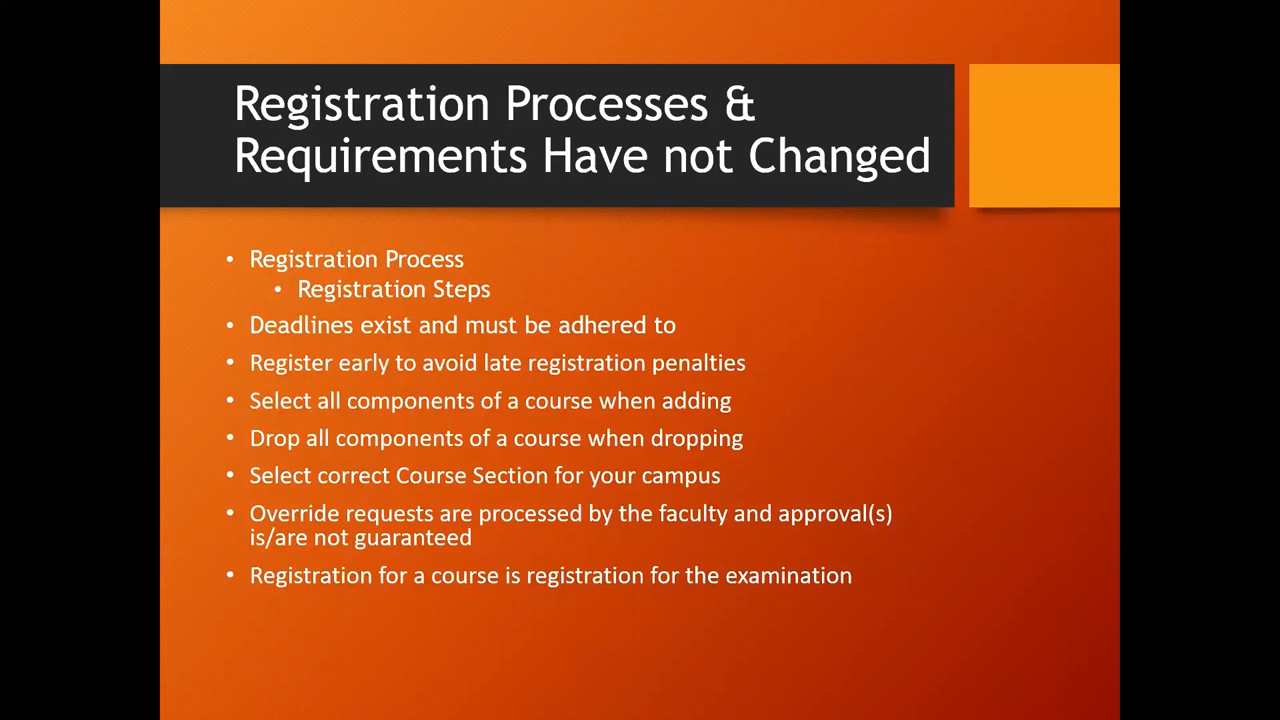 Registration Processes &
Requirements Have not Changed
• Registration Process
• Registration Steps
• Deadlines exist and must be adhered to
• Register early to avoid late registration penalties
• Select all components of a course when adding
• Drop all components of a course when dropping
• Select correct Course Section for your campus
• Override requests are processed by the faculty and approval(s)
is/are not guaranteed
• Registration for a course is registration for the examination